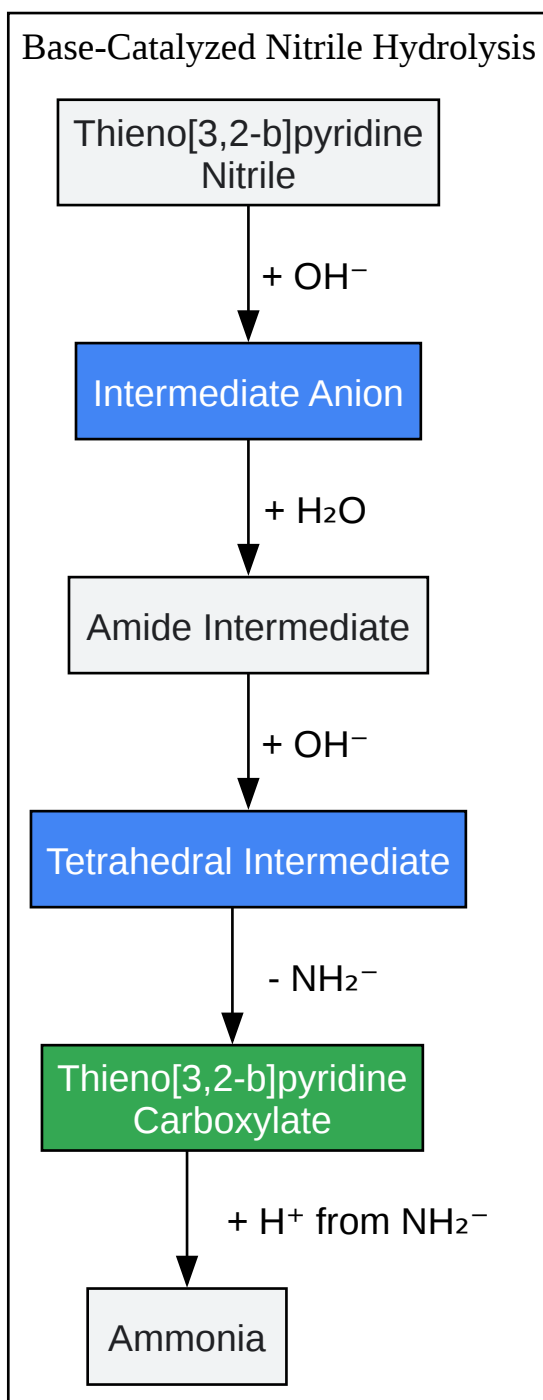 Base-Catalyzed Nitrile Hydrolysis
Thieno[3,2-b]pyridine
Nitrile
+ OH⁻
Intermediate Anion
+ H₂O
Amide Intermediate
+ OH⁻
Tetrahedral Intermediate
- NH₂⁻
Thieno[3,2-b]pyridine
Carboxylate
+ H⁺ from NH₂⁻
Ammonia